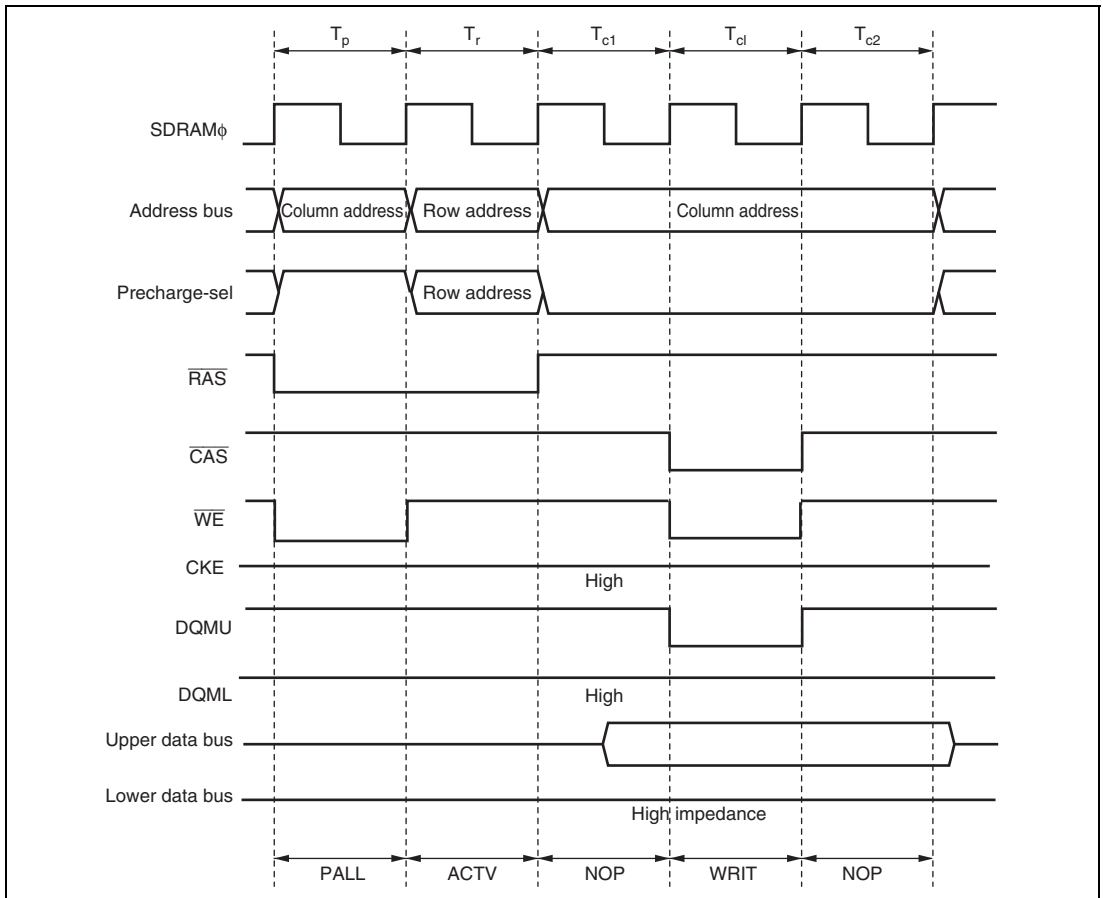 Tp Tr Tc1 Tcl Tc2
SDRAMφ
Address bus Column address Row address Column address
Precharge-sel Row address
RAS
CAS
WE
CKE High
DQMU
DQML High
Upper data bus
Lower data bus High impedance
PALL ACTV NOP WRIT NOP